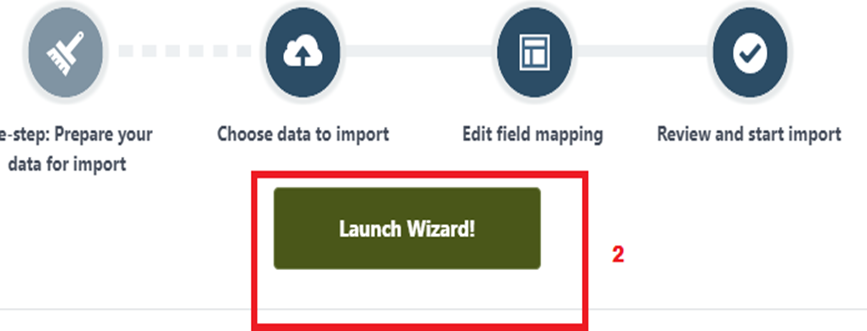 e-step: Prepare your
data for import
Choose data to import
Edit field mapping
Review and start import
Launch Wizard!
2